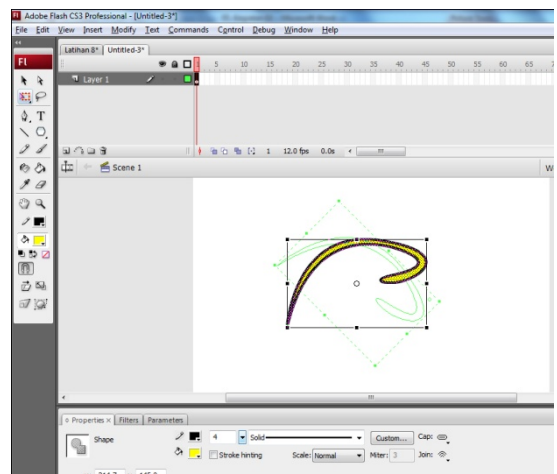 Adobe Flash CS3 Professional - [Untitled-3*]
File Edit View Insert Modify Text Commands Control Debug Window Help
Latihan 8* Untitled-3*
Fl
5 10 15 20 25 30 35 40 45 50 55 60 65
Layer 1
1 12.0 fps 0.0s
Scene 1 W
Properties × Filters Parameters
Shape 4 Solid Custom... Cap:
Stroke hinting Scale: Normal Miter: 3 Join: